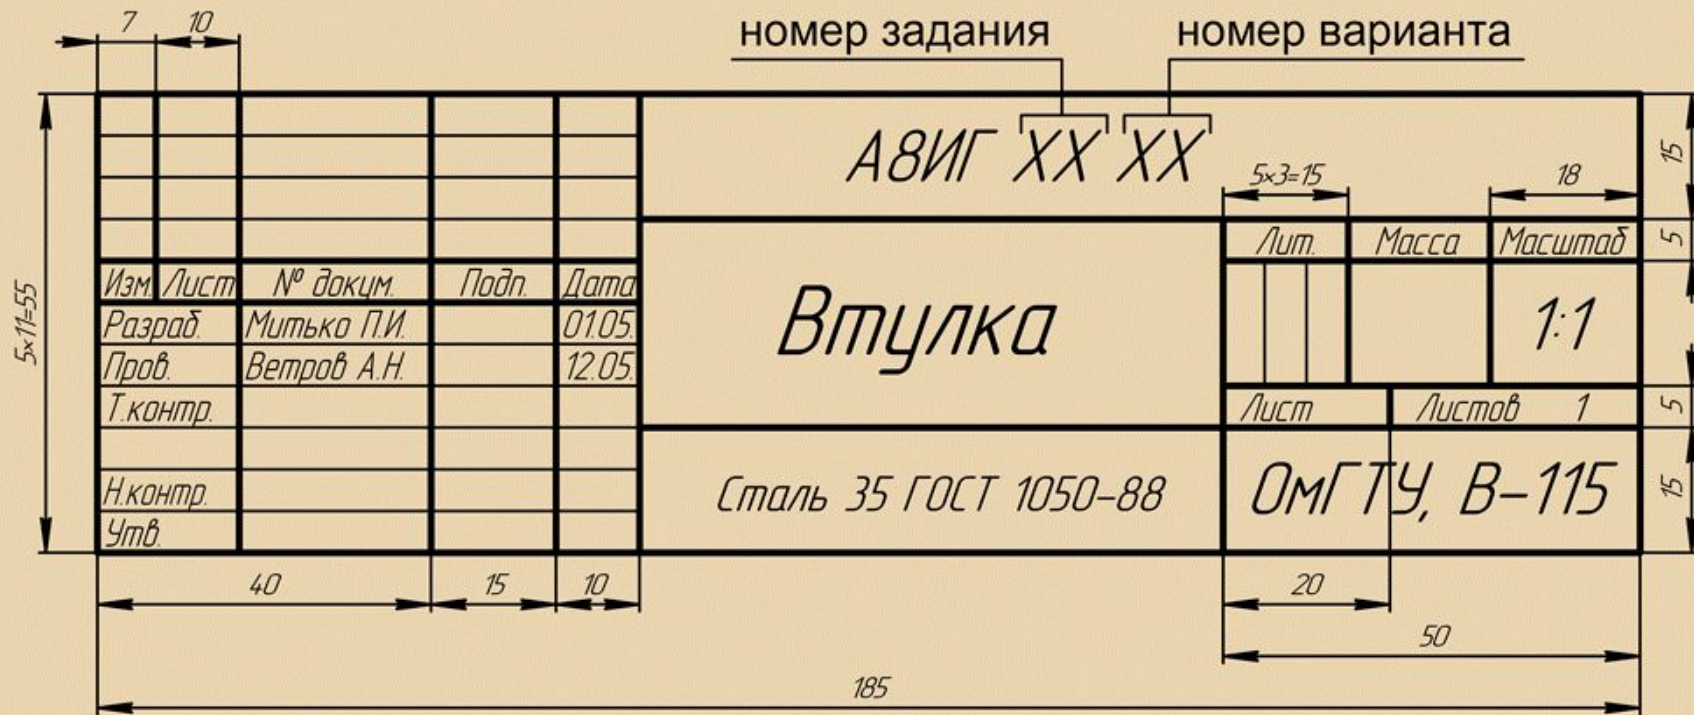 7 10 номер задания номер варианта
А8ИГ ХХ ХХ
5×3=15 18 15
Лит. Масса Масштаб 5
Изм. Лист № докум. Подп. Дата
Втулка
1:1
Разраб. Митько П.И. 01.05.
Пров. Ветров А.Н. 12.05.
5×11=55
Т.контр.
Лист Листов 1 5
Н.контр.
Сталь 35 ГОСТ 1050-88
ОмГТУ, В-115 15
Утв.
40 15 10 20
50
185